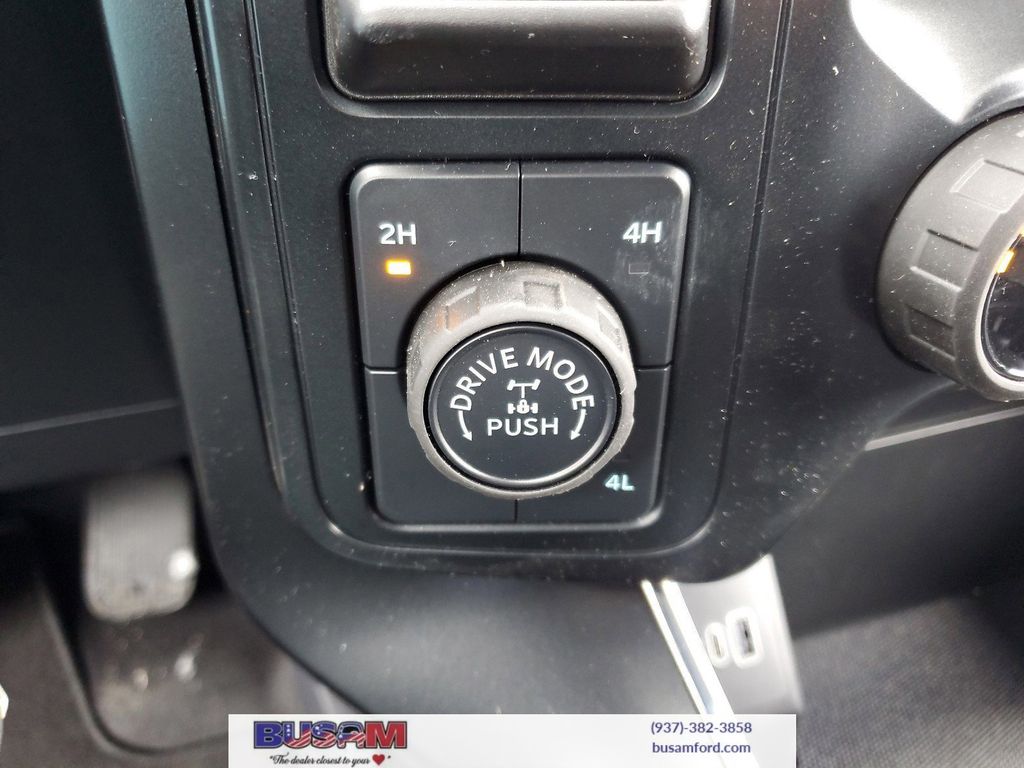 2H
4H
DRIVE MODE
PUSH
4L
BUSAM
"The dealer closest to your
(937)-382-3858
busamford.com